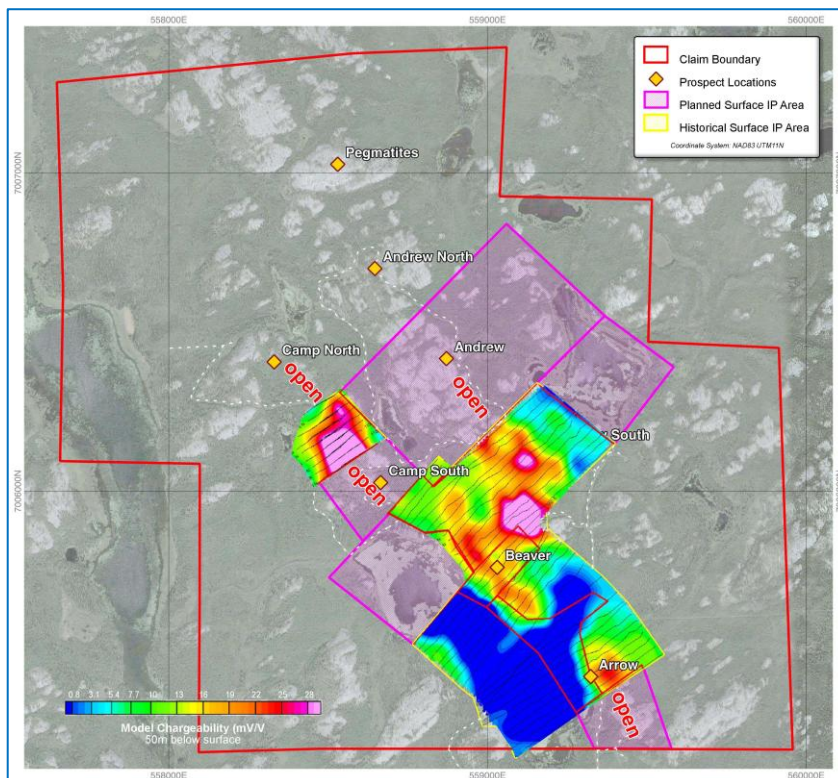 558000E
559000E
560000E
Claim Boundary
Prospect Locations
Planned Surface IP Area
Historical Surface IP Area
Coordinate System: NAD83 UTM11N
7007000N
Pegmatites
Andrew North
Camp North
Andrew
open
open
South
Camp South
open
7006000N
7006000N
Beaver
Arrow
open
0.8 3.1 5.4 7.7 10 13 16 19 22 25 28
Model Chargeability (mV/V
50m below surface
558000E
559000E
560000E